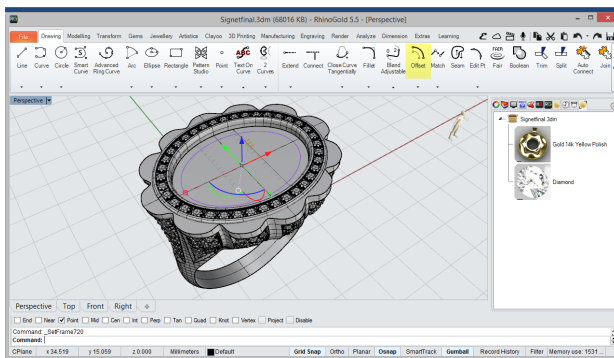 Signetfinal.3dm (68016 KB) - RhinoGold 5.5 - [Perspective]
File Drawing Modelling Transform Gems Jewelley Artistics Clayoo 3D Printing Manufacturing Engraving Render Analyze Dimension Extras Learning
Line Curve Circle Smart Curve Advanced Ring Curve Arc Ellipse Rectangle Pattern Studio Point Text On Curve 2 Curves Extend Connect Close Curve Tangentially Fillet Blend Adjustable Offset Match Seam Edit Pt Fair Boolean Trim Split Auto Connect Join
Perspective
Signetfinal.3dm
Gold 14k Yellow Polish
Diamond
Perspective Top Front Right
End Near Point Mid Cen Int Perp Tan Quad Knot Vertex Project Disable
Command: _SelFrame720
Command:
CPlane x 34.519 y 15.059 z 0.000 Millimeters Default Grid Snap Ortho Planar Osnap SmartTrack Gumball Record History Filter Memory use: 1531 ...